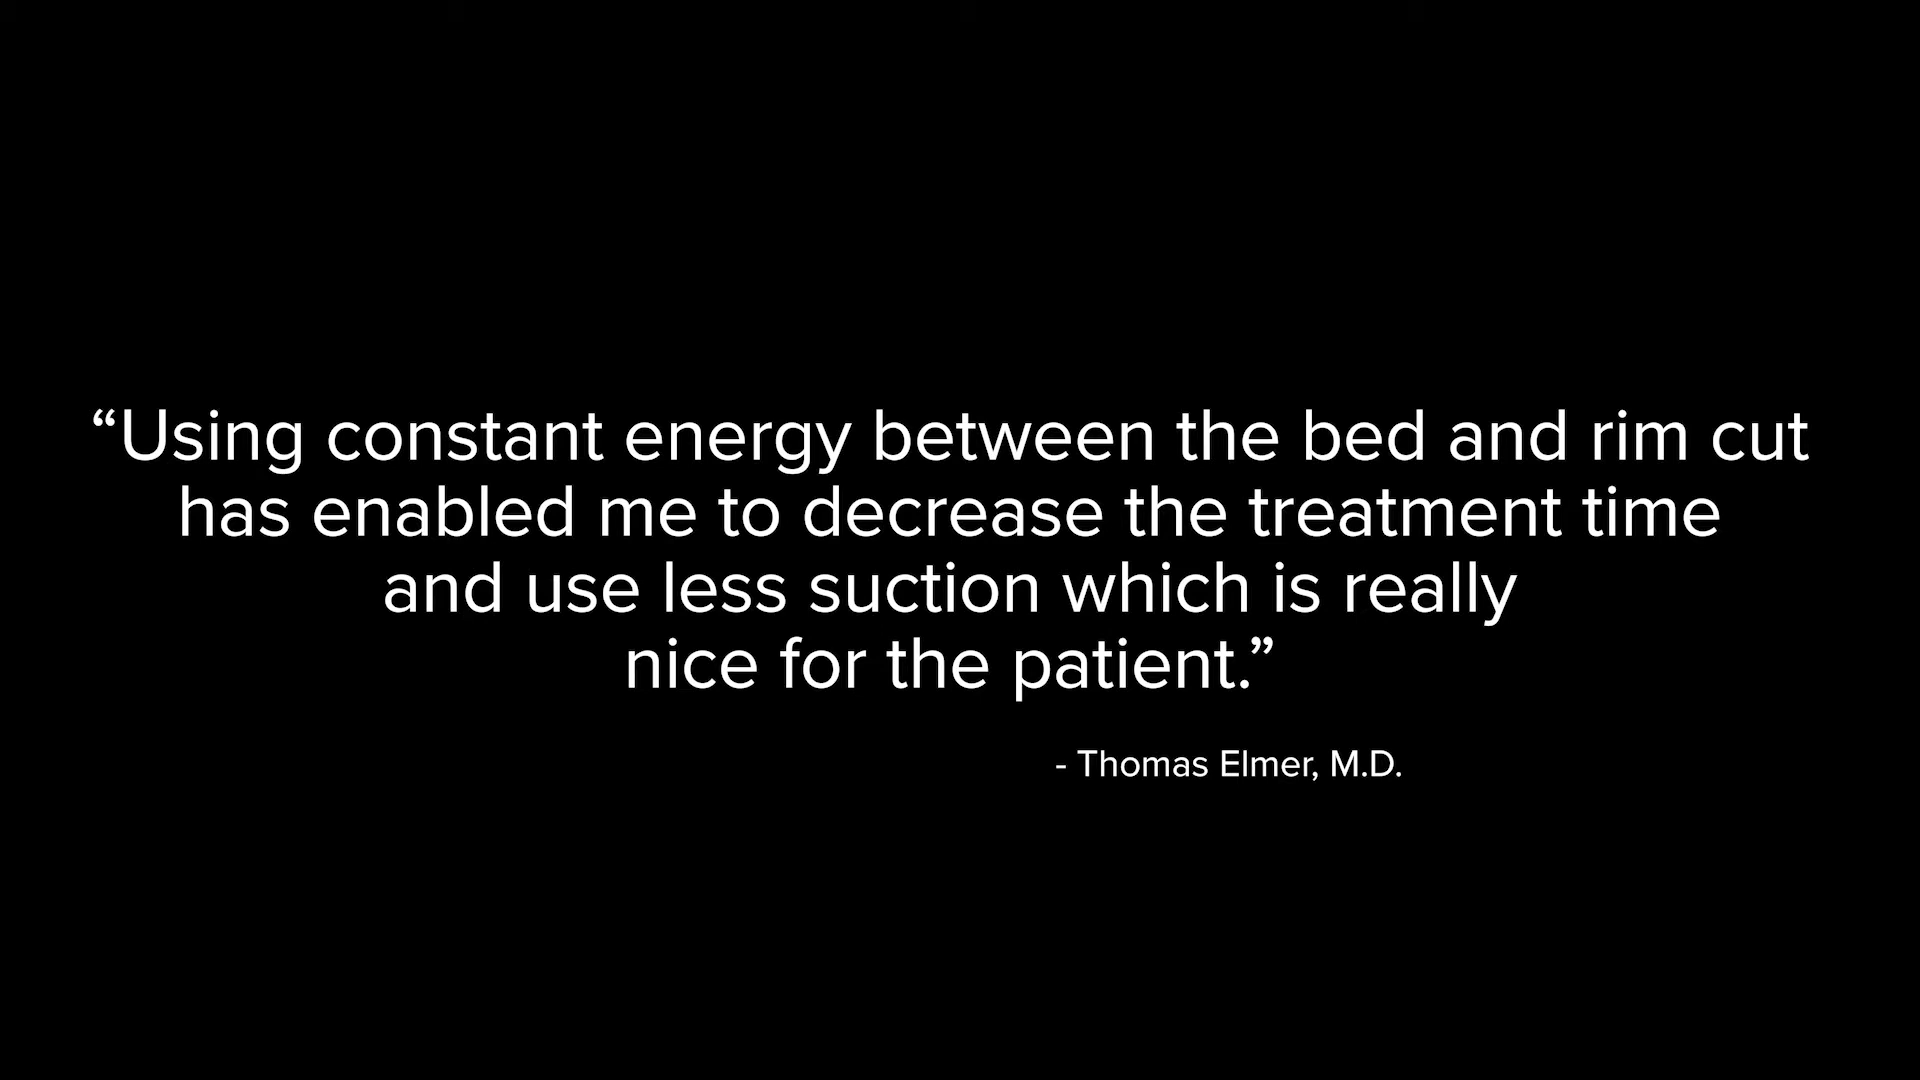 “Using constant energy between the bed and rim cut
has enabled me to decrease the treatment time
and use less suction which is really
nice for the patient.”
- Thomas Elmer, M.D.